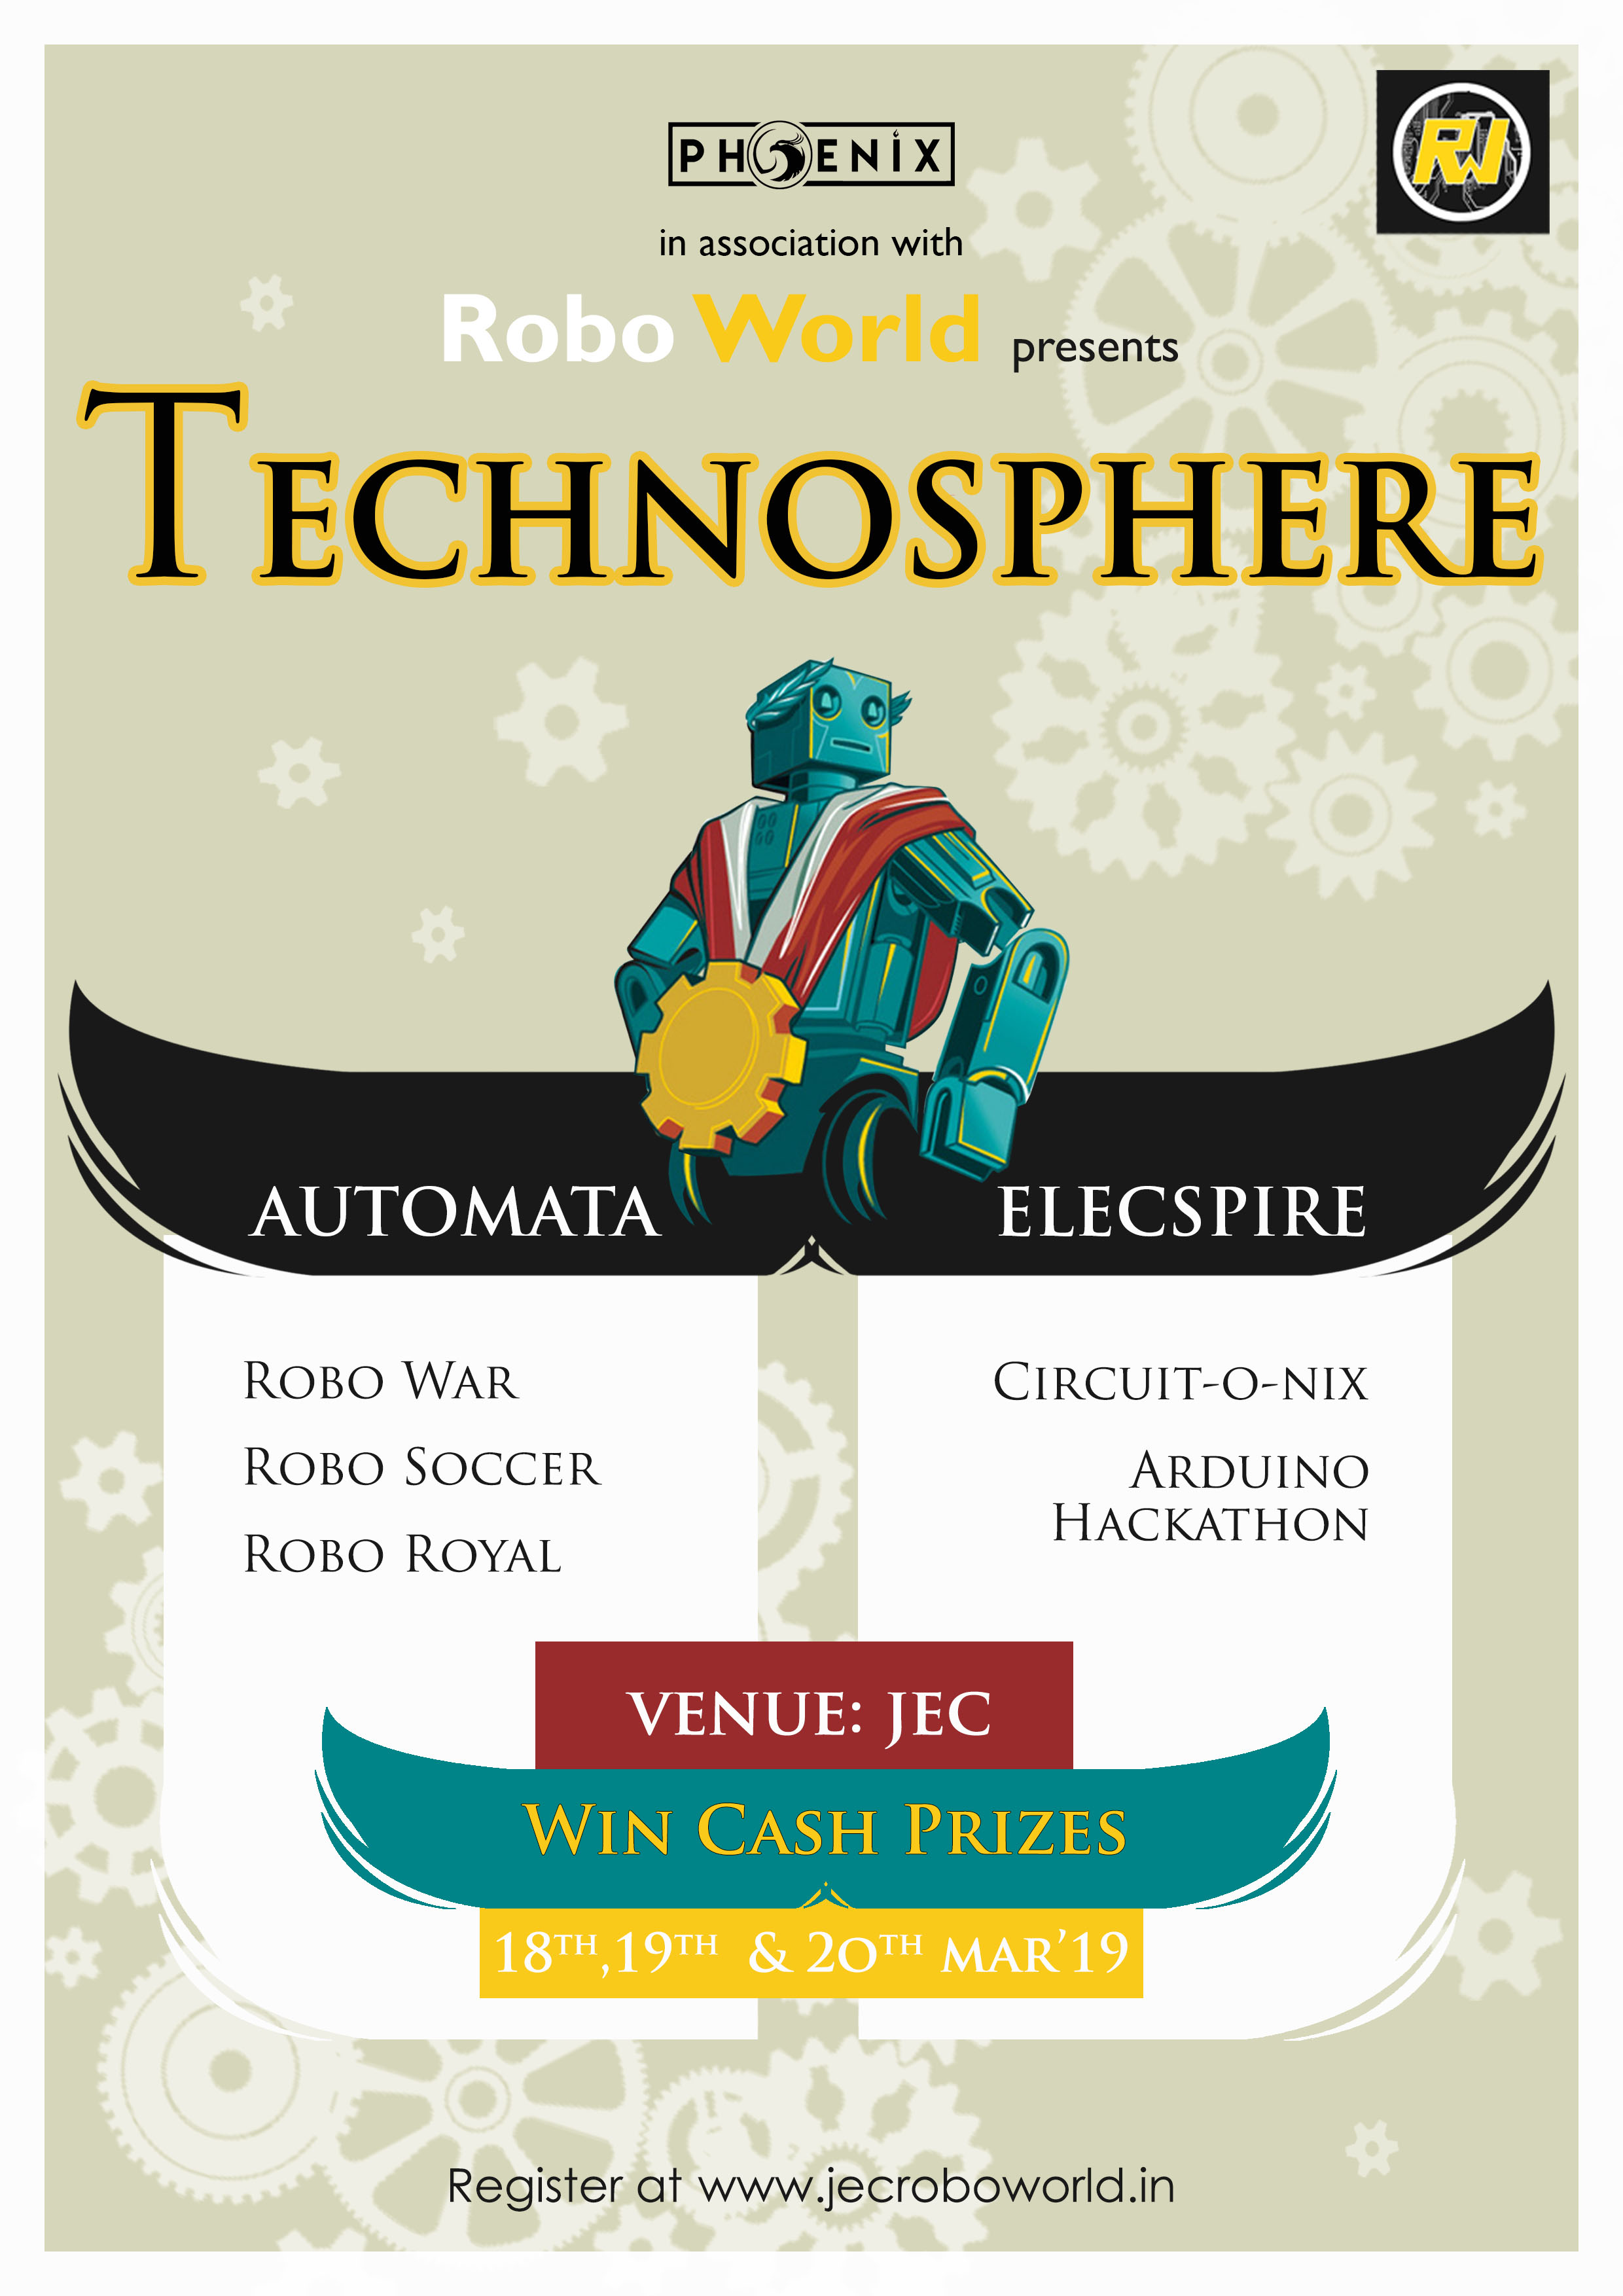 PHOENIX
RW
in association with
Robo World presents
TECHNOSPHERE
AUTOMATA
ELECSPIRE
ROBO WAR
ROBO SOCCER
ROBO ROYAL
CIRCUIT-O-NIX
ARDUINO
HACKATHON
VENUE: JEC
WIN CASH PRIZES
18TH,19TH & 20TH MAR'19
Register at www.jecroboworld.in